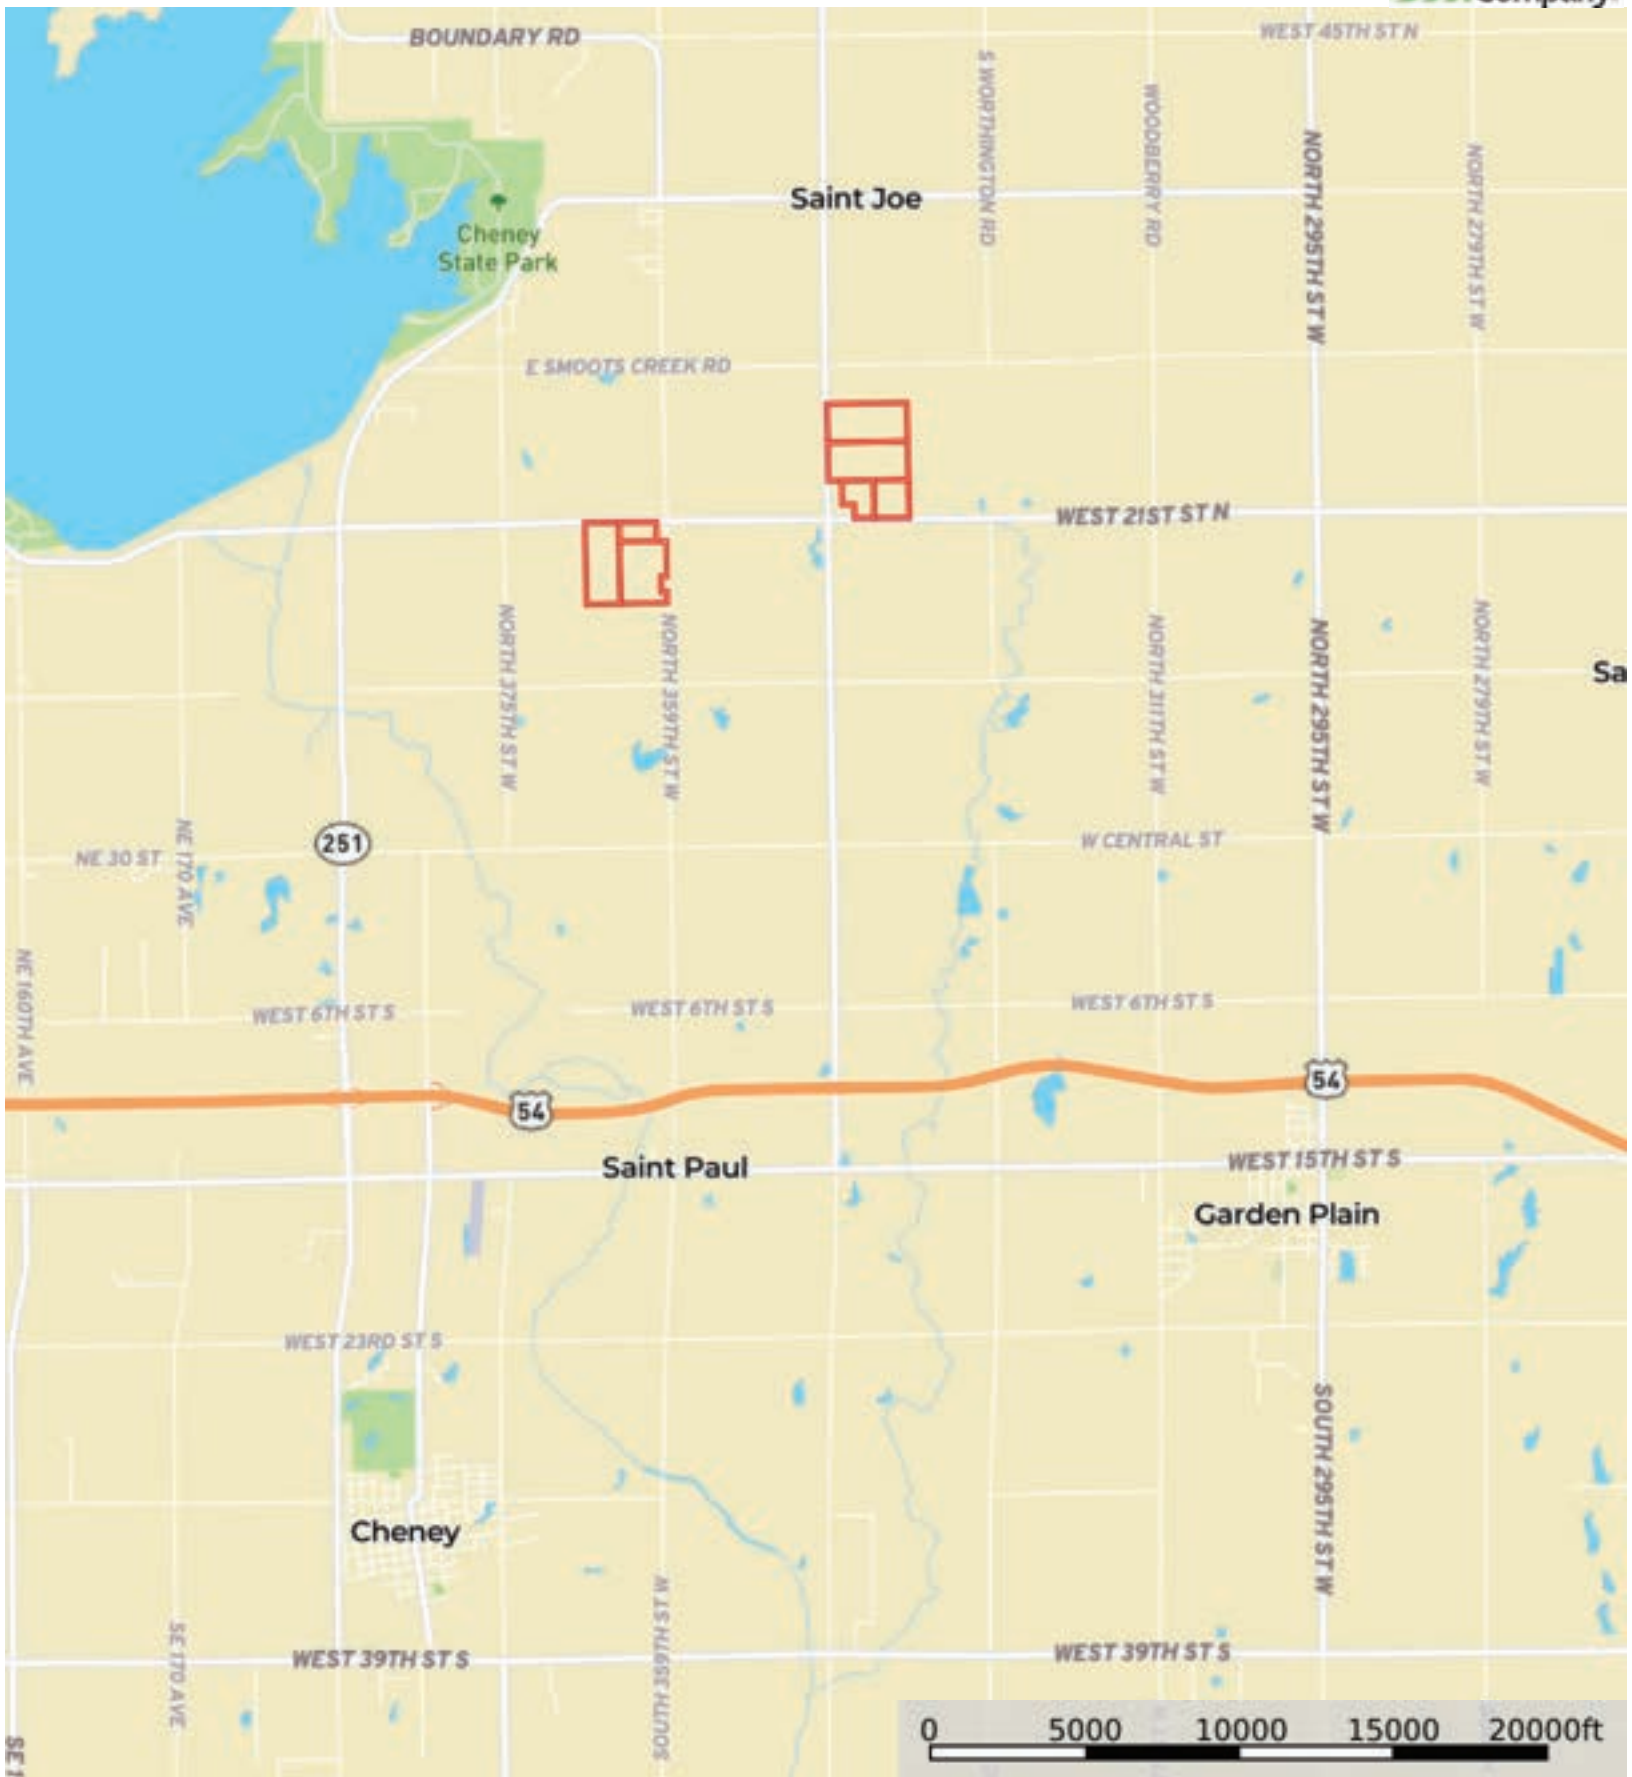 Company
BOUNDARY RD
WEST 45TH ST N
S WORTHINGTON RD
WOODBERRY RD
NORTH 295TH ST W
NORTH 279TH ST W
Saint Joe
Cheney
State Park
E SMOOTS CREEK RD
WEST 21ST ST N
NORTH 375TH ST W
NORTH 359TH ST W
NORTH 311TH ST W
NORTH 295TH ST W
NORTH 279TH ST W
Sa
251
NE 30 ST
NE 170 AVE
W CENTRAL ST
NE 160TH AVE
WEST 6TH ST S
WEST 6TH ST S
WEST 6TH ST S
54
54
Saint Paul
WEST 15TH ST S
Garden Plain
WEST 23RD ST S
SOUTH 295TH ST W
Cheney
SOUTH 359TH ST W
SE 170 AVE
WEST 39TH ST S
WEST 39TH ST S
SE 1
0 5000 10000 15000 20000ft